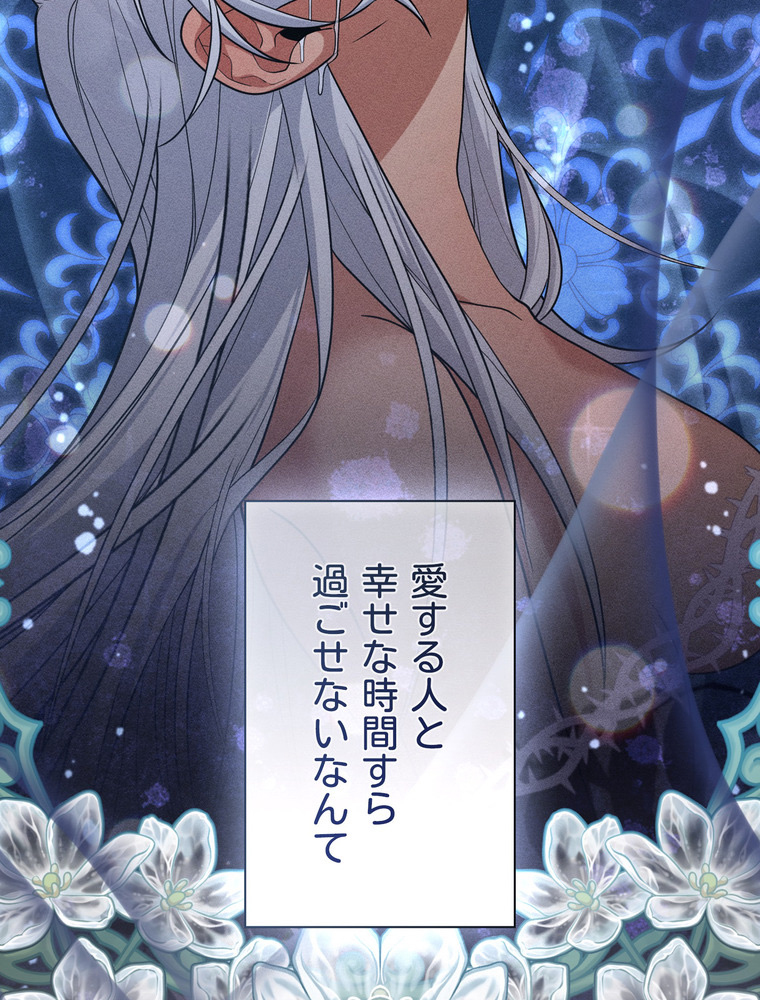 愛する人と
幸せな時間すら
過ごせないなんて